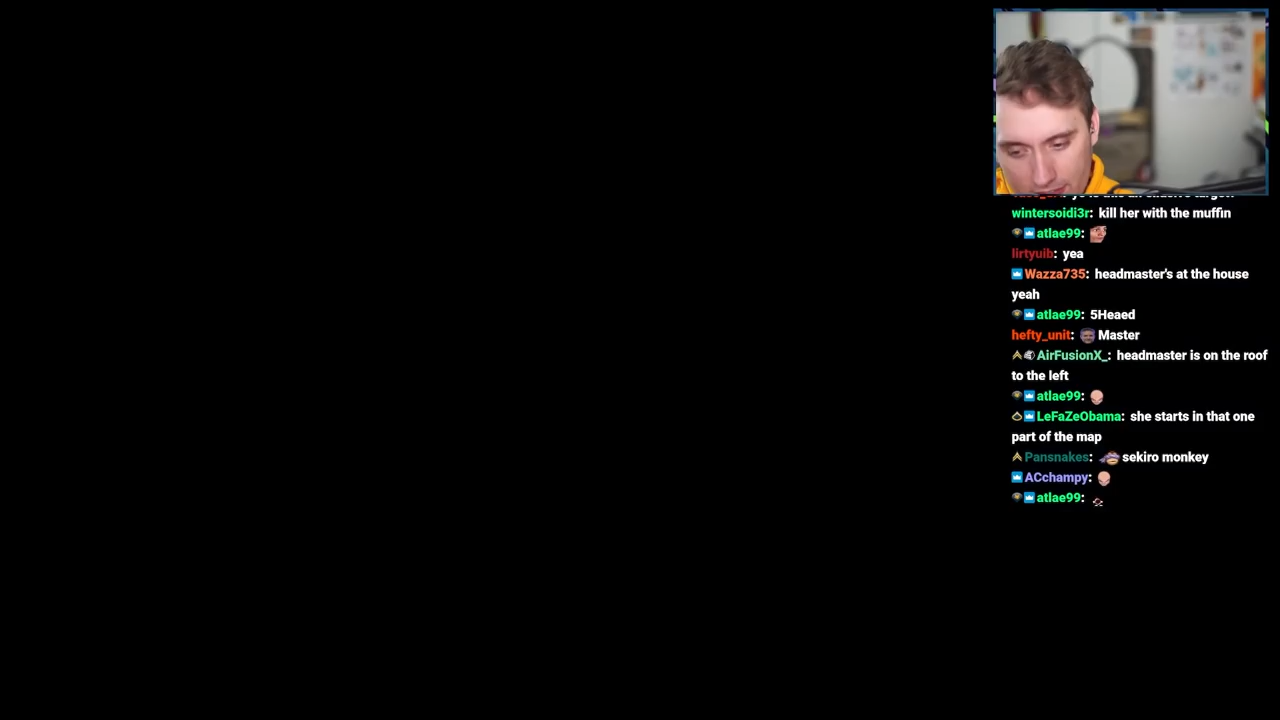 wintersoidi3r: kill her with the muffin
atlae99:
lirtyuib: yea
Wazza735: headmaster's at the house
yeah
atlae99: 5Heaed
hefty_unit: Master
AirFusionX_: headmaster is on the roof
to the left
atlae99:
LeFaZeObama: she starts in that one
part of the map
Pansnakes: sekiro monkey
ACchampy:
atlae99: